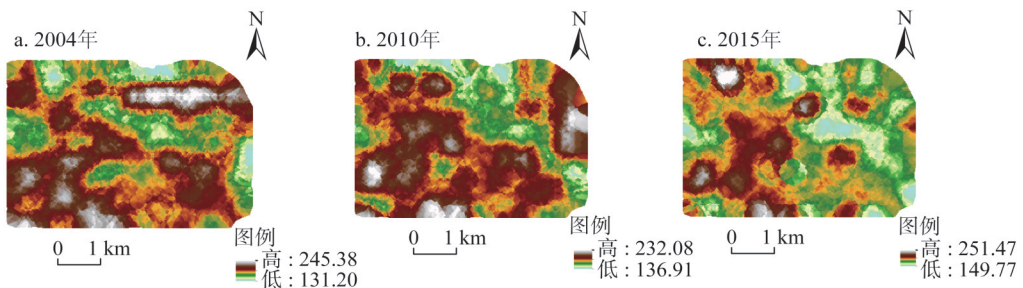 N
a. 2004年
0 1 km
图例
高 : 245.38
低 : 131.20
N
b. 2010年
0 1 km
图例
高 : 232.08
低 : 136.91
N
c. 2015年
0 1 km
图例
高 : 251.47
低 : 149.77